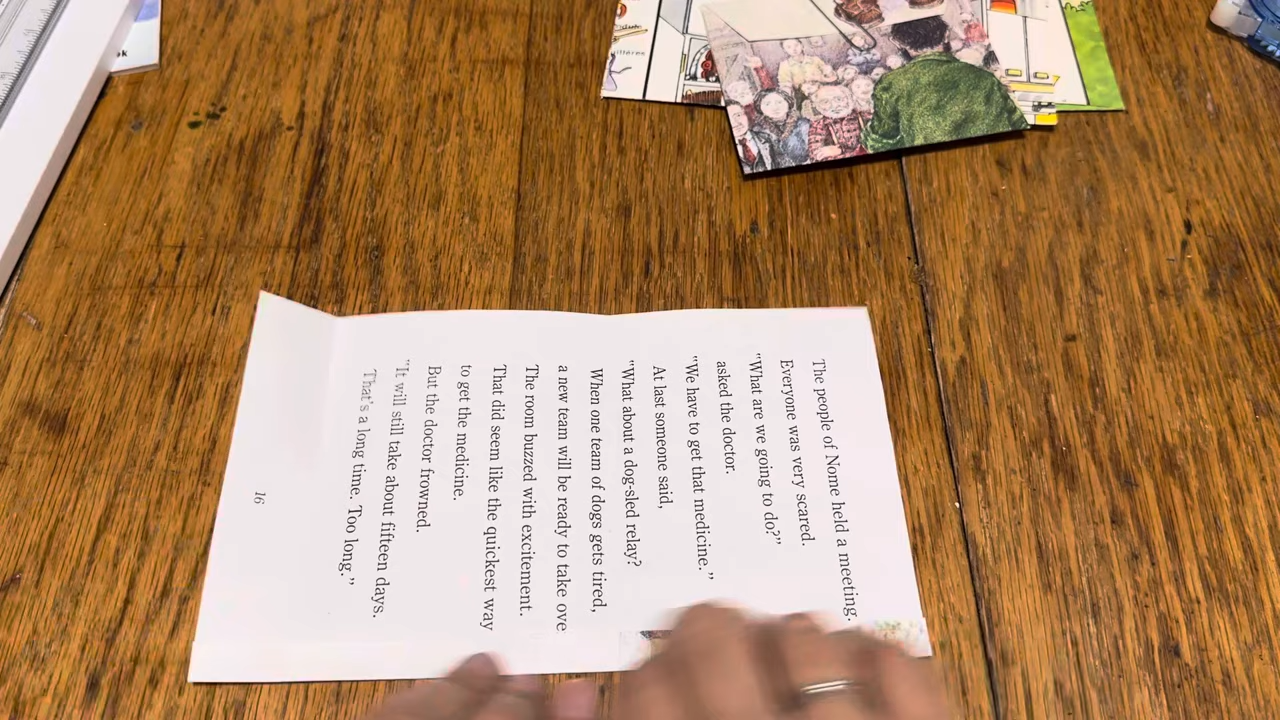 The people of Nome held a meeting.
Everyone was very scared.
"What are we going to do?"
asked the doctor.
"We have to get that medicine."
At last someone said,
"What about a dog-sled relay?
When one team of dogs gets tired,
a new team will be ready to take ove
The room buzzed with excitement.
That did seem like the quickest way
to get the medicine.
But the doctor frowned.
"It will still take about fifteen days.
That's a long time. Too long."
16